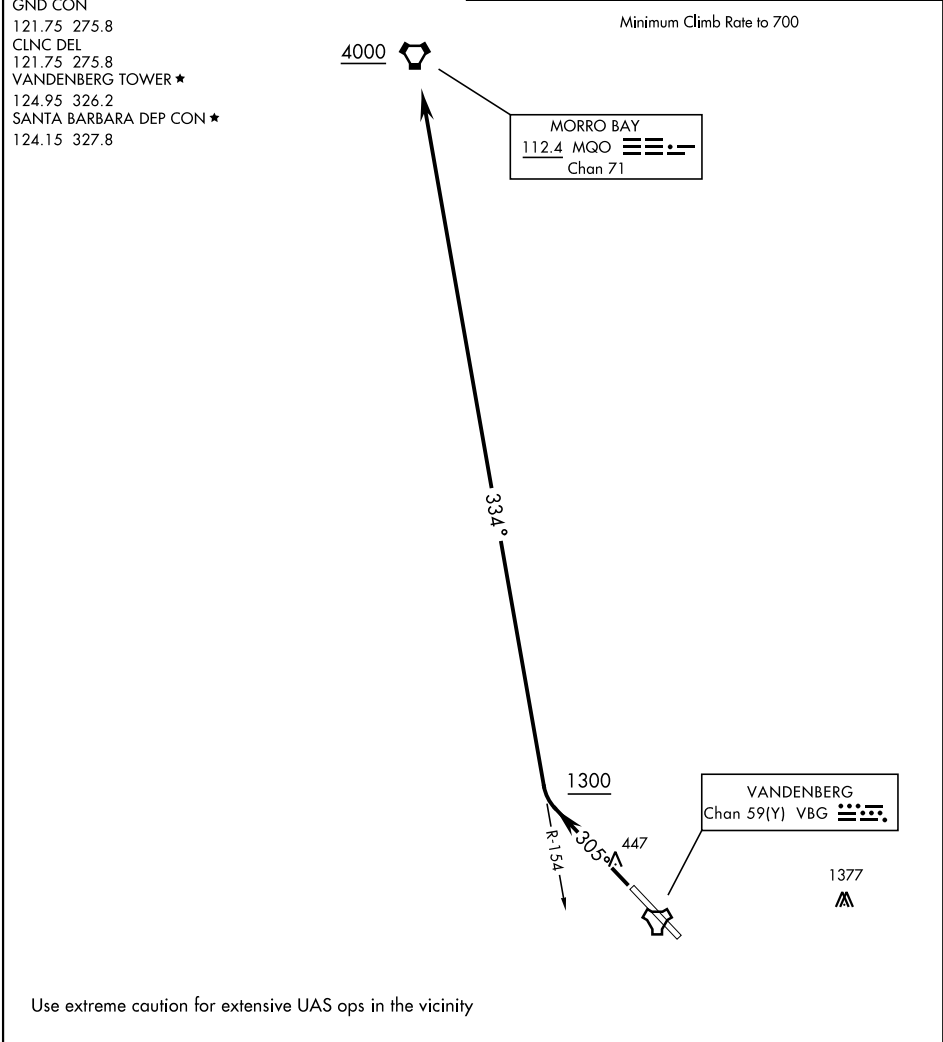 GND CON
121.75 275.8
CLNC DEL
121.75 275.8
VANDENBERG TOWER ★
124.95 326.2
SANTA BARBARA DEP CON ★
124.15 327.8
Minimum Climb Rate to 700
4000
MORRO BAY
112.4 MQO
Chan 71
334°
1300
VANDENBERG
Chan 59(Y) VBG
R-154
305°
447
1377
Use extreme caution for extensive UAS ops in the vicinity